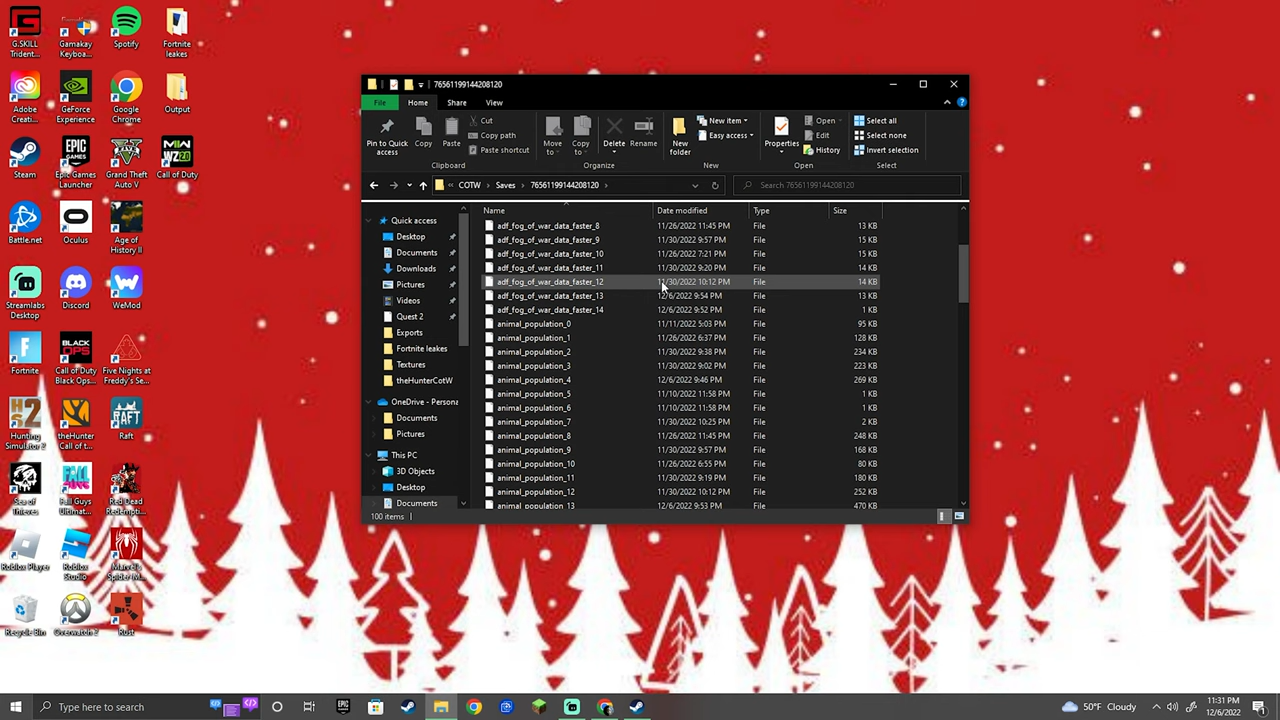 G.SKILL Trident...
Gamakay Keyboa...
Spotify
Fortnite leakes
Adobe Creati...
GeForce Experience
Google Chrome
Output
Steam
Epic Games Launcher
Grand Theft Auto V
Call of Duty
Battle.net
Oculus
Age of History II
Streamlabs Desktop
Discord
WeMod
Fortnite
Call of Duty Black Ops...
Five Nights at Freddy's Se...
Hunting Simulator 2
theHunter Call of t...
Raft
Sea of Thieves
Fall Guys Ultimat...
Red Dead Redempti...
Roblox Player
Roblox Studio
Marvel's Spider-M...
Recycle Bin
Overwatch 2
Rust
76561199144208120
File Home Share View
Pin to Quick access
Copy
Paste
Cut
Copy path
Paste shortcut
Clipboard
Move to
Copy to
Delete
Rename
Organize
New folder
New item
Easy access
New
Properties
Open
Edit
History
Open
Select all
Select none
Invert selection
Select
« COTW > Saves > 76561199144208120 >
Search 76561199144208120
Quick access
Desktop
Documents
Downloads
Pictures
Videos
Quest 2
Exports
Fortnite leakes
Textures
theHunterCotW
OneDrive - Persona
Documents
Pictures
This PC
3D Objects
Desktop
Documents
Name Date modified Type Size
adf_fog_of_war_data_faster_8 11/26/2022 11:45 PM File 13 KB
adf_fog_of_war_data_faster_9 11/30/2022 9:57 PM File 15 KB
adf_fog_of_war_data_faster_10 11/26/2022 7:21 PM File 15 KB
adf_fog_of_war_data_faster_11 11/30/2022 9:20 PM File 14 KB
adf_fog_of_war_data_faster_12 11/30/2022 10:12 PM File 14 KB
adf_fog_of_war_data_faster_13 12/6/2022 9:54 PM File 13 KB
adf_fog_of_war_data_faster_14 12/6/2022 9:52 PM File 1 KB
animal_population_0 11/11/2022 5:03 PM File 95 KB
animal_population_1 11/26/2022 6:37 PM File 128 KB
animal_population_2 11/30/2022 9:38 PM File 234 KB
animal_population_3 11/30/2022 9:02 PM File 223 KB
animal_population_4 12/6/2022 9:46 PM File 269 KB
animal_population_5 11/10/2022 11:58 PM File 1 KB
animal_population_6 11/10/2022 11:58 PM File 1 KB
animal_population_7 11/30/2022 10:25 PM File 2 KB
animal_population_8 11/26/2022 11:45 PM File 248 KB
animal_population_9 11/30/2022 9:57 PM File 168 KB
animal_population_10 11/26/2022 6:55 PM File 80 KB
animal_population_11 11/30/2022 9:19 PM File 180 KB
animal_population_12 11/30/2022 10:12 PM File 252 KB
animal_population_13 12/6/2022 9:53 PM File 470 KB
100 items
Type here to search
50°F Cloudy
11:31 PM
12/6/2022